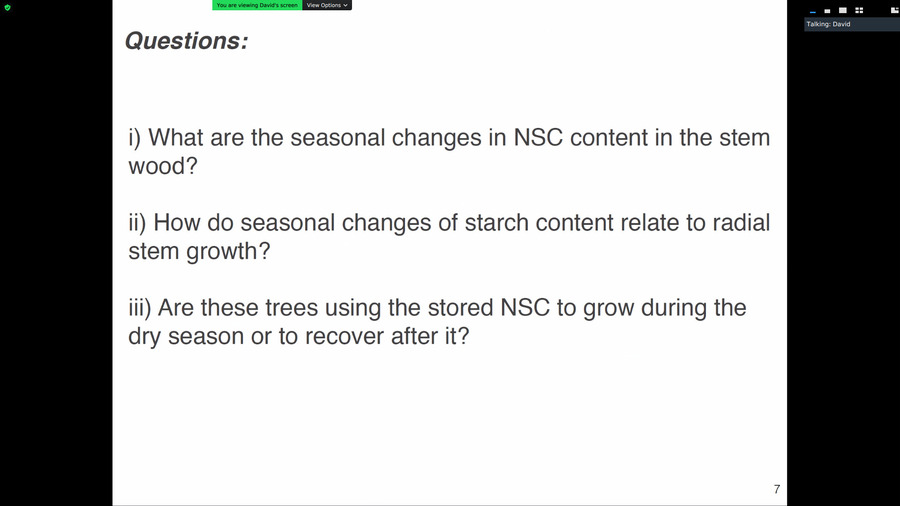 You are viewing David's screen
View Options
Talking: David
Questions:
i) What are the seasonal changes in NSC content in the stem
wood?
ii) How do seasonal changes of starch content relate to radial
stem growth?
iii) Are these trees using the stored NSC to grow during the
dry season or to recover after it?
7